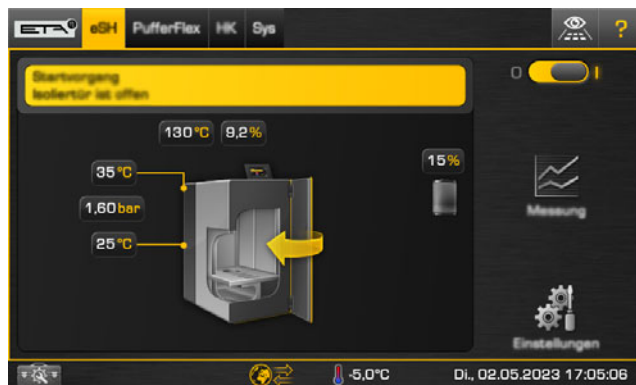 ETA eSH PufferFlex HK Sys ?
Startvorgang
Isoliertür ist offen
O I
130°C 9,2%
15%
35°C
1,60bar
25°C
Messung
Einstellungen
-5,0°C Di., 02.05.2023 17:05:06